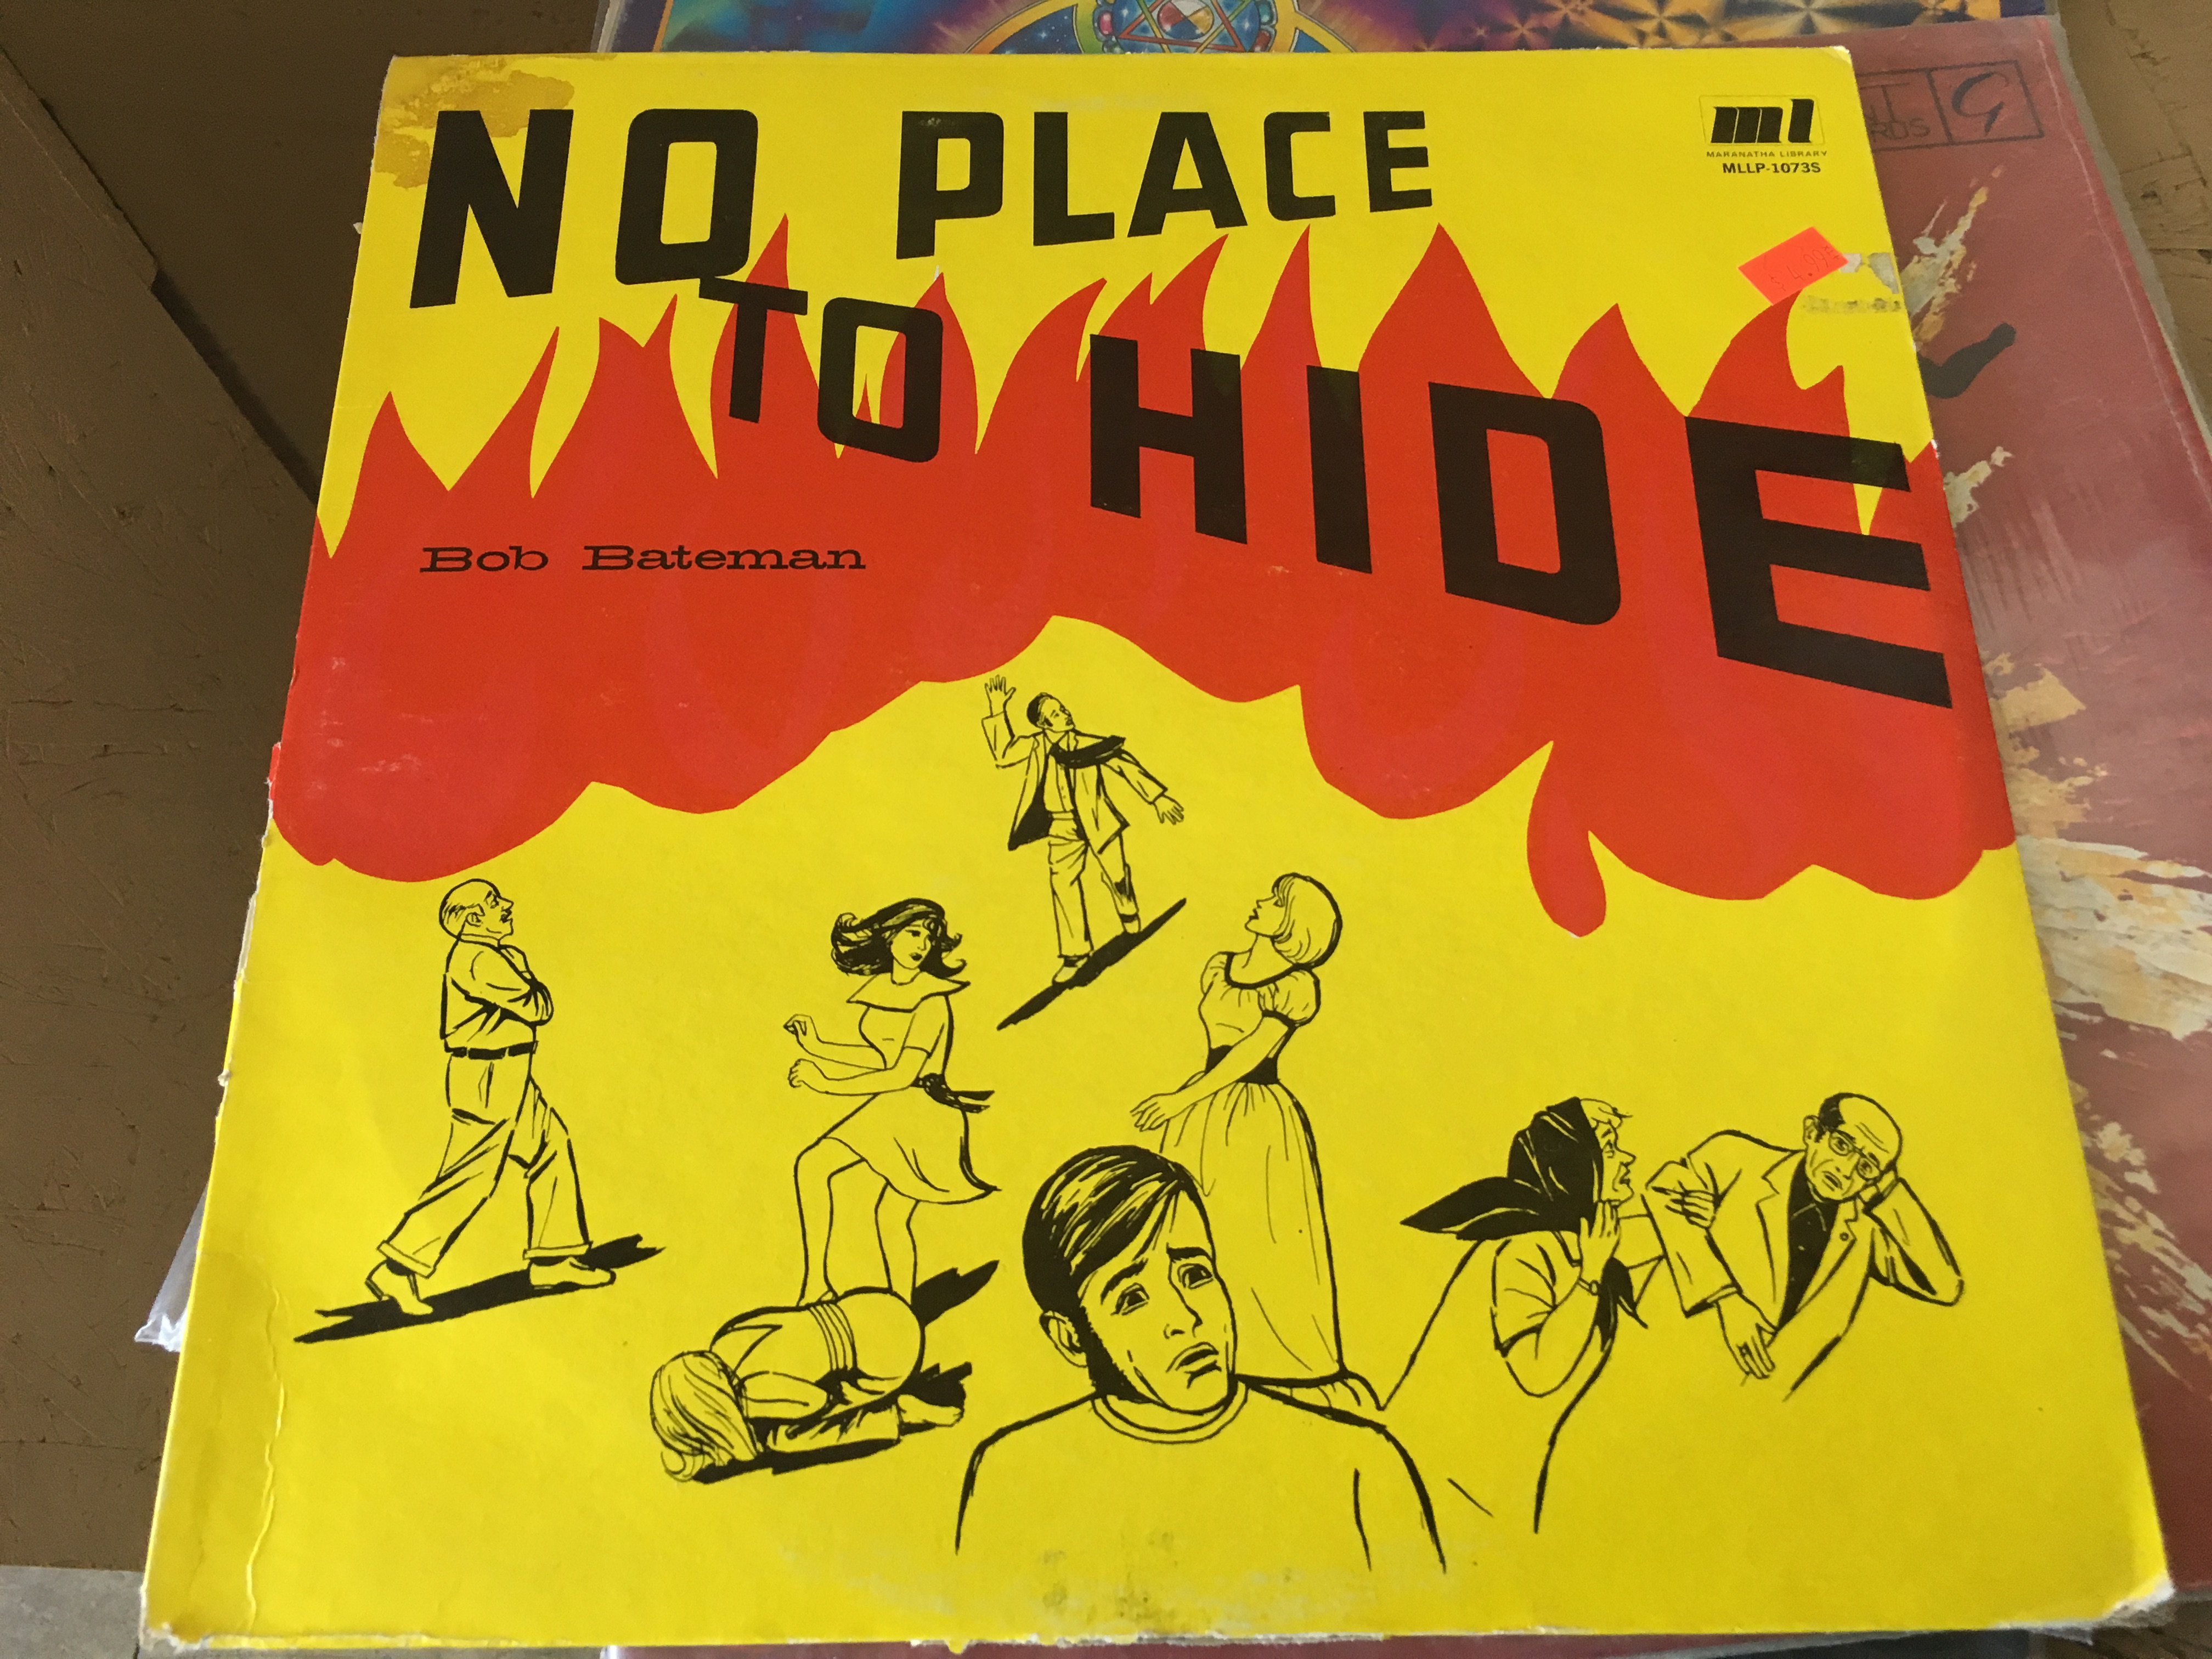 NO PLACE
TO HIDE
Bob Bateman
ml
MARANATHA LIBRARY
MLLP-1073S